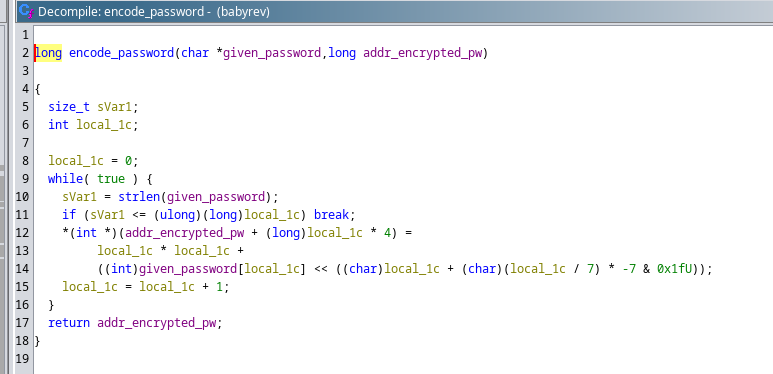 Decompile: encode_password - (babyrev)
1
2 long encode_password(char *given_password,long addr_encrypted_pw)
3
4 {
5 size_t sVar1;
6 int local_1c;
7
8 local_1c = 0;
9 while( true ) {
10 sVar1 = strlen(given_password);
11 if (sVar1 <= (ulong)(long)local_1c) break;
12 *(int *)(addr_encrypted_pw + (long)local_1c * 4) =
13 local_1c * local_1c +
14 ((int)given_password[local_1c] << ((char)local_1c + (char)(local_1c / 7) * -7 & 0x1fU));
15 local_1c = local_1c + 1;
16 }
17 return addr_encrypted_pw;
18 }
19